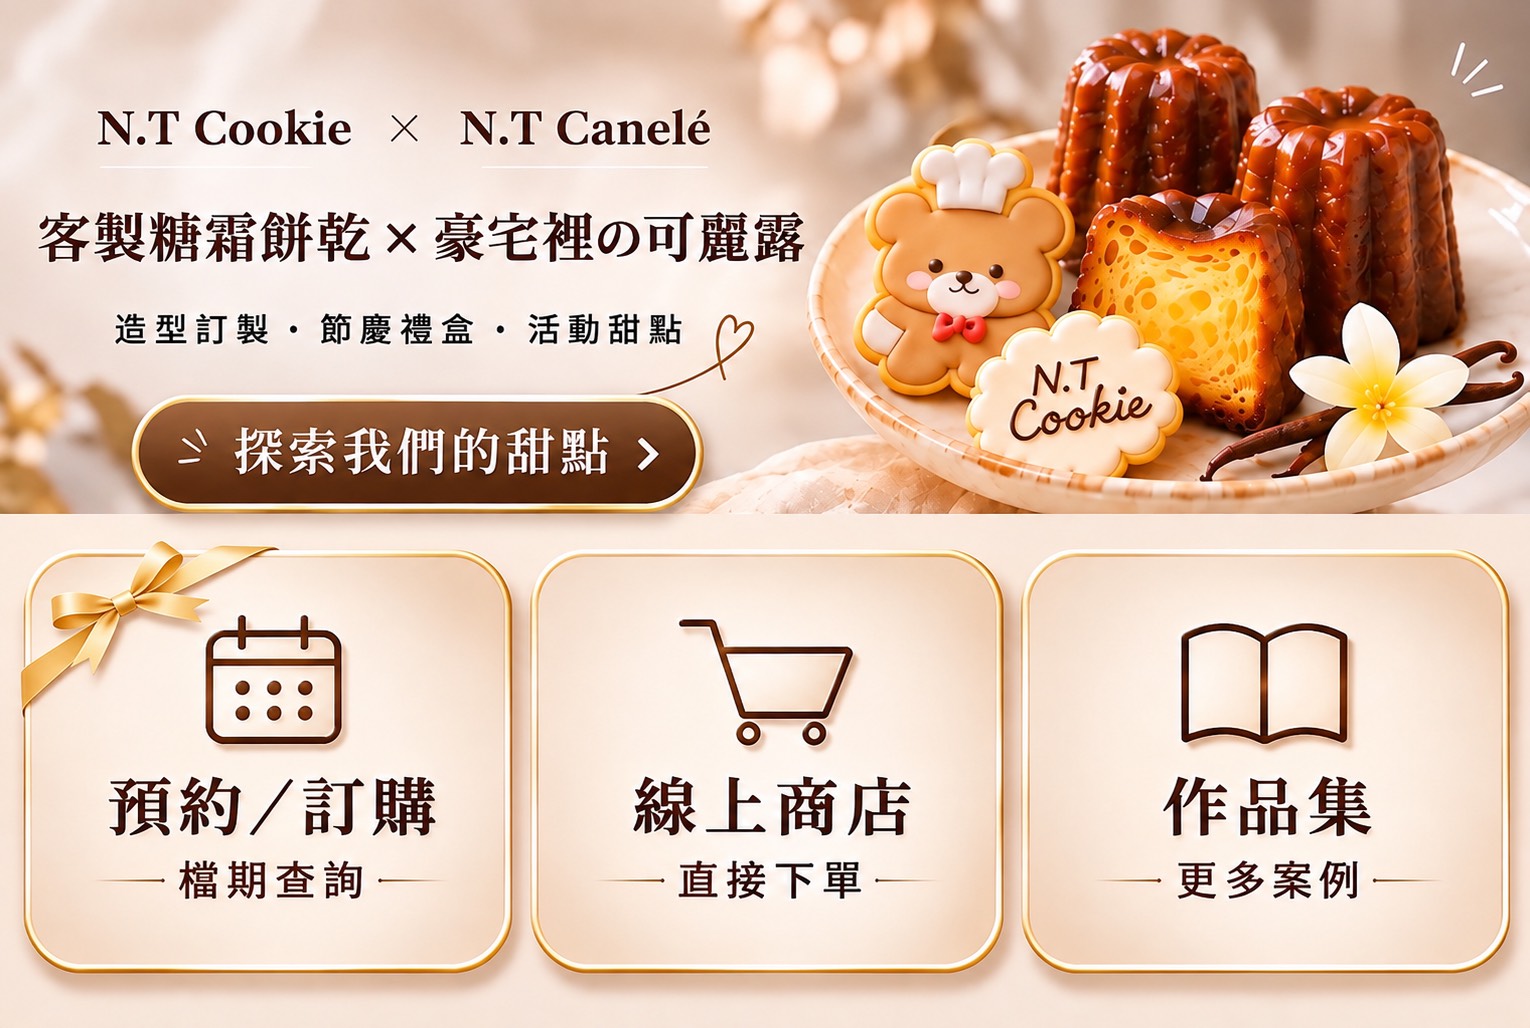 N.T Cookie × N.T Canelé
客製糖霜餅乾 × 豪宅裡の可麗露
造型訂製・節慶禮盒・活動甜點
探索我們的甜點
N.T
Cookie
預約／訂購
檔期查詢
線上商店
直接下單
作品集
更多案例